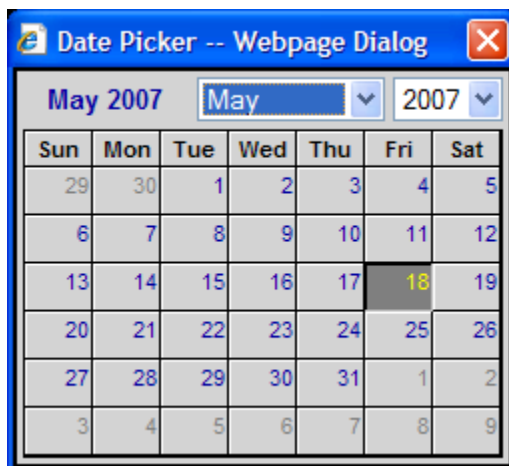 Date Picker -- Webpage Dialog
May 2007 May 2007
Sun Mon Tue Wed Thu Fri Sat
29 30 1 2 3 4 5
6 7 8 9 10 11 12
13 14 15 16 17 18 19
20 21 22 23 24 25 26
27 28 29 30 31 1 2
3 4 5 6 7 8 9